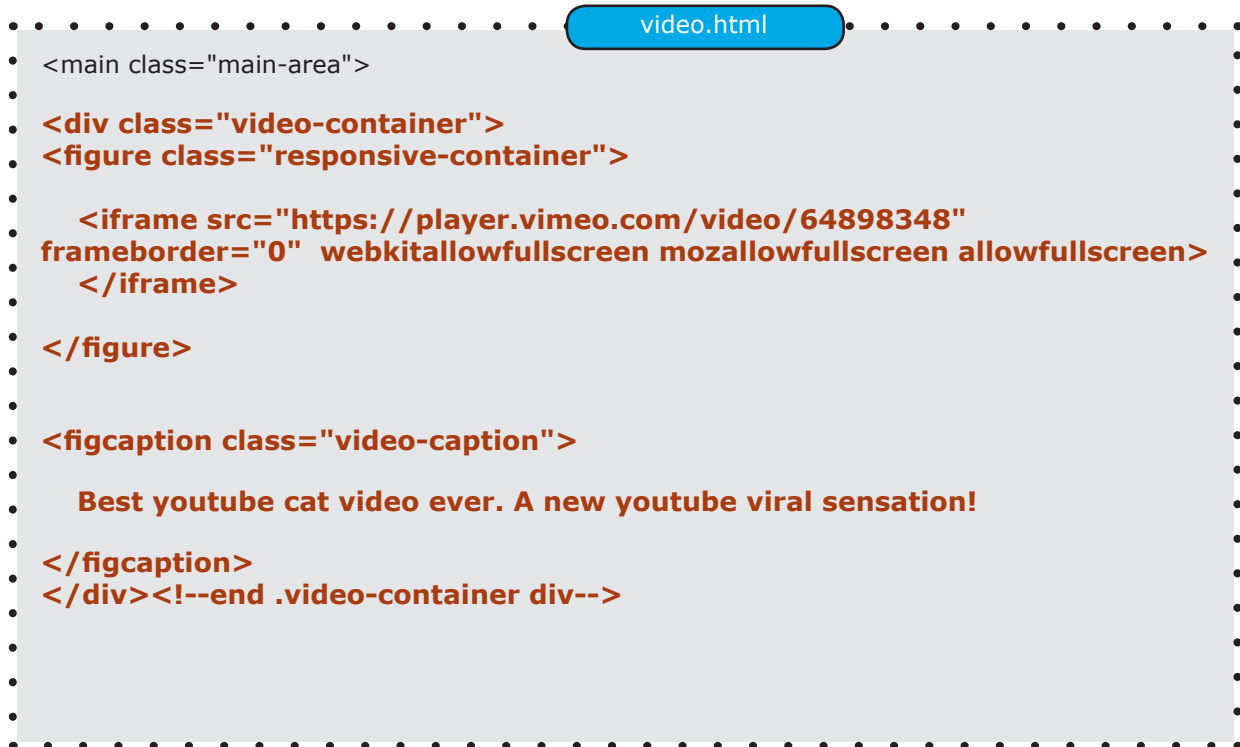 video.html
<main class="main-area">
<div class="video-container">
<figure class="responsive-container">
<iframe src="https://player.vimeo.com/video/64898348"
frameborder="0"  webkitallowfullscreen mozallowfullscreen allowfullscreen>
</iframe>
</figure>
<figcaption class="video-caption">
Best youtube cat video ever. A new youtube viral sensation!
</figcaption>
</div><!--end .video-container div-->